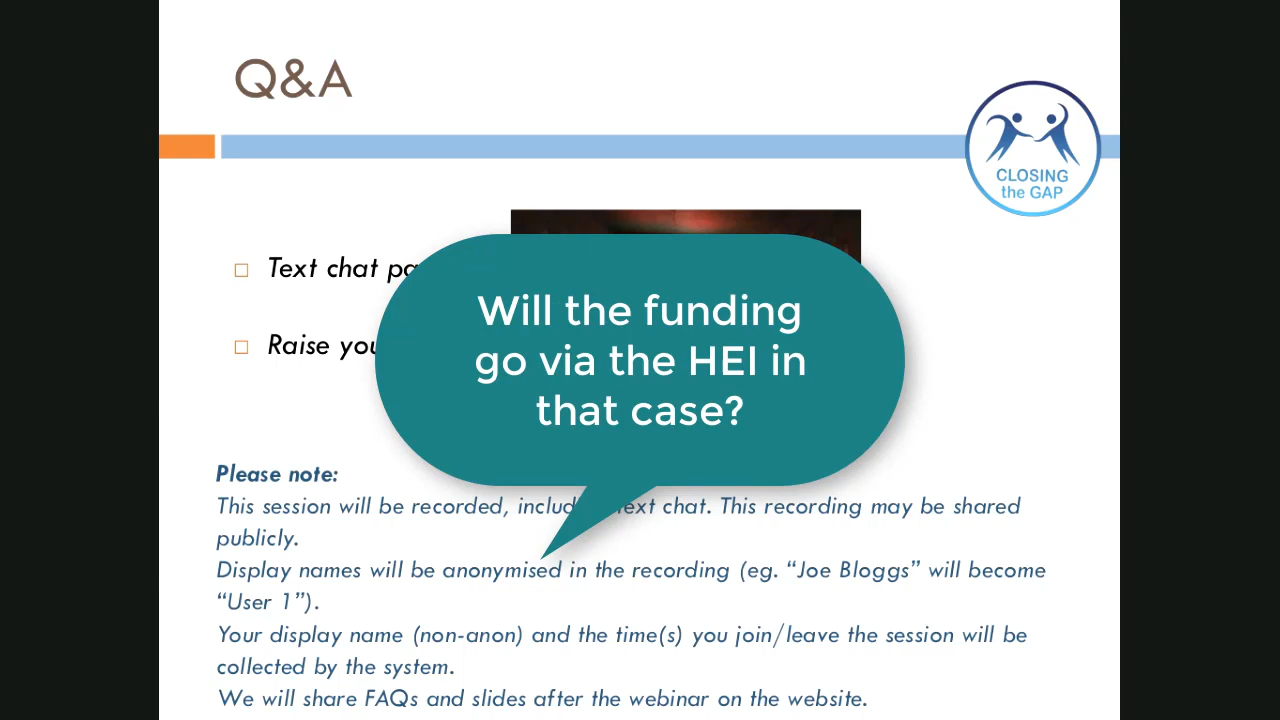 Q&A
CLOSING
the GAP
Text chat
Raise
Will the funding
go via the HEI in
that case?
Please note:
This session will be recorded, text chat. This recording may be shared
publicly.
Display names will be anonymised in the recording (eg. “Joe Bloggs” will become
“User 1”).
Your display name (non-anon) and the time(s) you join/leave the session will be
collected by the system.
We will share FAQs and slides after the webinar on the website.